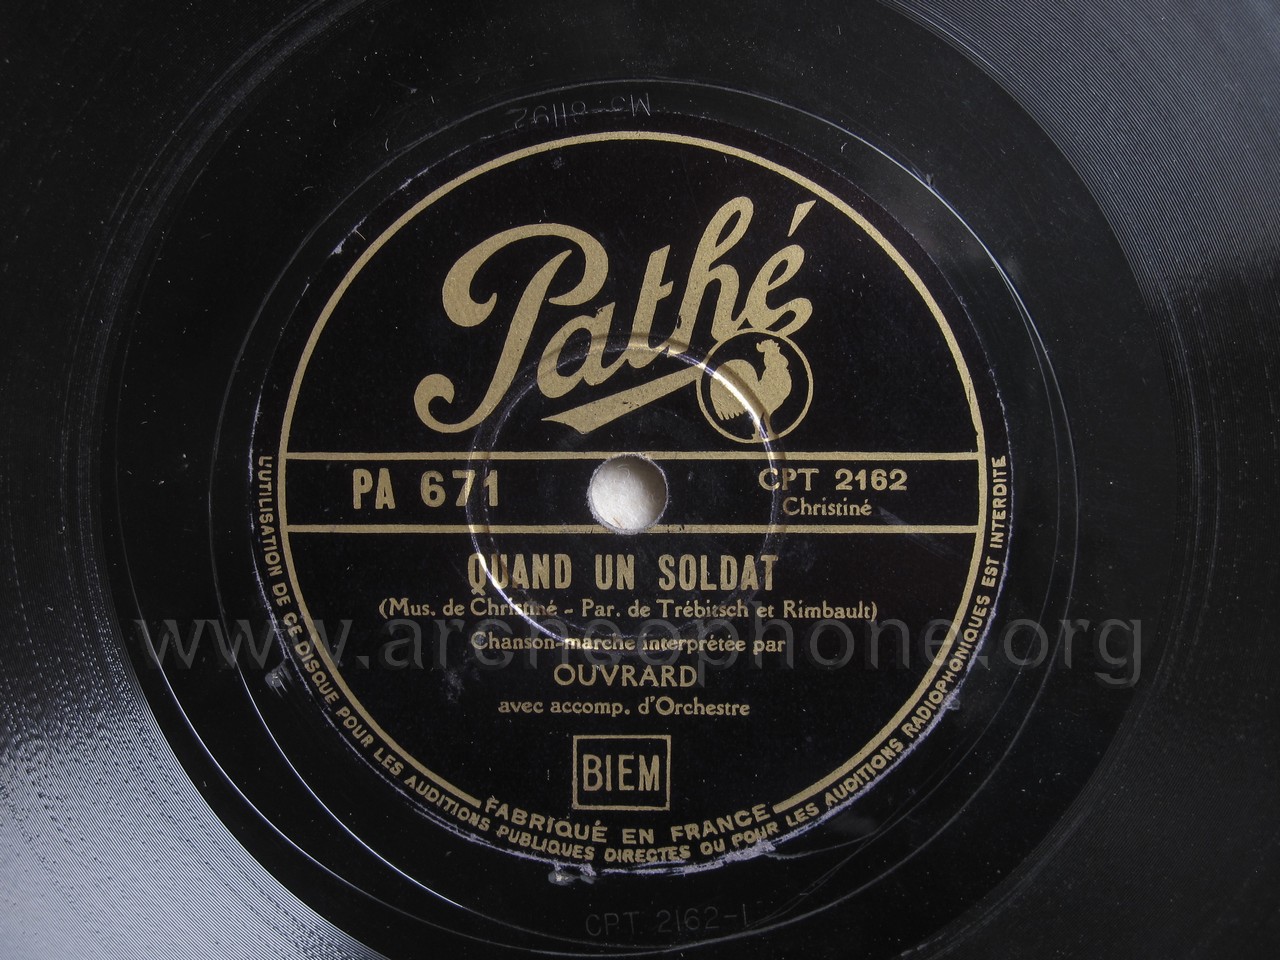 M3-81192
Pathé
PA 671
CPT 2162
Christiné
QUAND UN SOLDAT
(Mus. de Christiné - Par. de Trébitsch et Rimbault)
Chanson-marche interprétée par
OUVRARD
avec accomp. d'Orchestre
BIEM
FABRIQUÉ EN FRANCE
L'UTILISATION DE CE DISQUE POUR LES AUDITIONS PUBLIQUES DIRECTES OU POUR LES AUDITIONS RADIOPHONIQUES EST INTERDITE
CPT 2162-1
www.archeophone.org